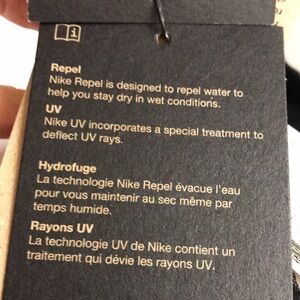 Repel
Nike Repel is designed to repel water to
help you stay dry in wet conditions.
UV
Nike UV incorporates a special treatment to
deflect UV rays.
Hydrofuge
La technologie Nike Repel évacue l'eau
pour vous maintenir au sec même par
temps humide.
Rayons UV
La technologie UV de Nike contient un
traitement qui dévie les rayons UV.